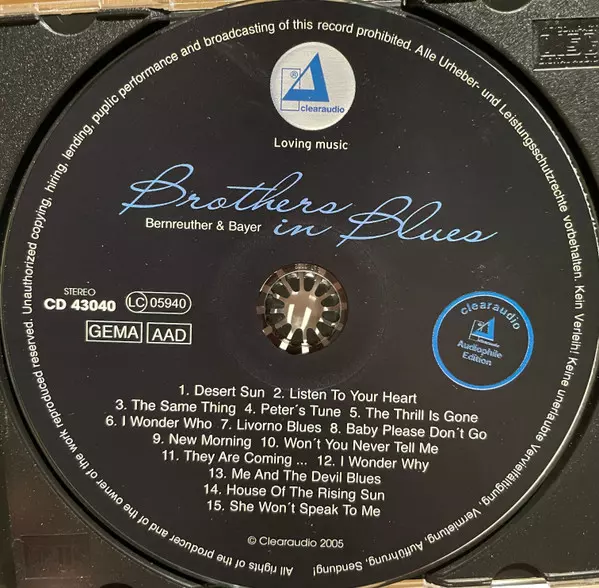 All rights of the producer and of the owner of the work reproduced reserved. Unauthorized copying, hiring, lending, puplic performance and broadcasting of this record prohibited. Alle Urheber- und Leistungsschutzrechte vorbehalten. Kein Verleih! Keine unerlaubte Vervielfältigung, Vermietung, Aufführung, Sendung!
®
clearaudio
Loving music
Brothers
in Blues
Bernreuther & Bayer
STEREO
CD 43040
LC 05940
GEMA AAD
clearaudio
clearaudio
Audiophile
Edition
1. Desert Sun 2. Listen To Your Heart
3. The Same Thing 4. Peter´s Tune 5. The Thrill Is Gone
6. I Wonder Who 7. Livorno Blues 8. Baby Please Don´t Go
9. New Morning 10. Won´t You Never Tell Me
11. They Are Coming ... 12. I Wonder Why
13. Me And The Devil Blues
14. House Of The Rising Sun
15. She Won´t Speak To Me
© Clearaudio 2005